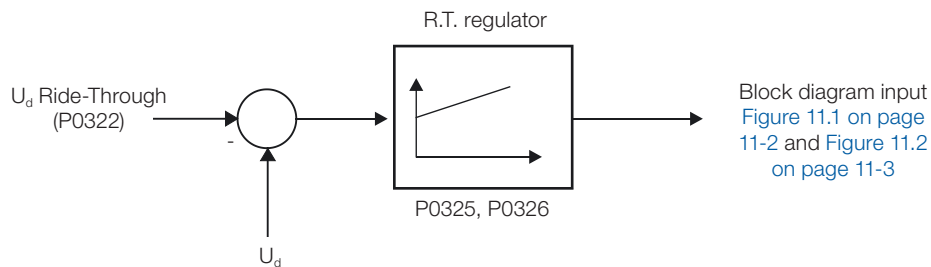 R.T. regulator
Ud Ride-Through
(P0322)
-
Ud
P0325, P0326
Block diagram input
Figure 11.1 on page
11-2 and Figure 11.2
on page 11-3